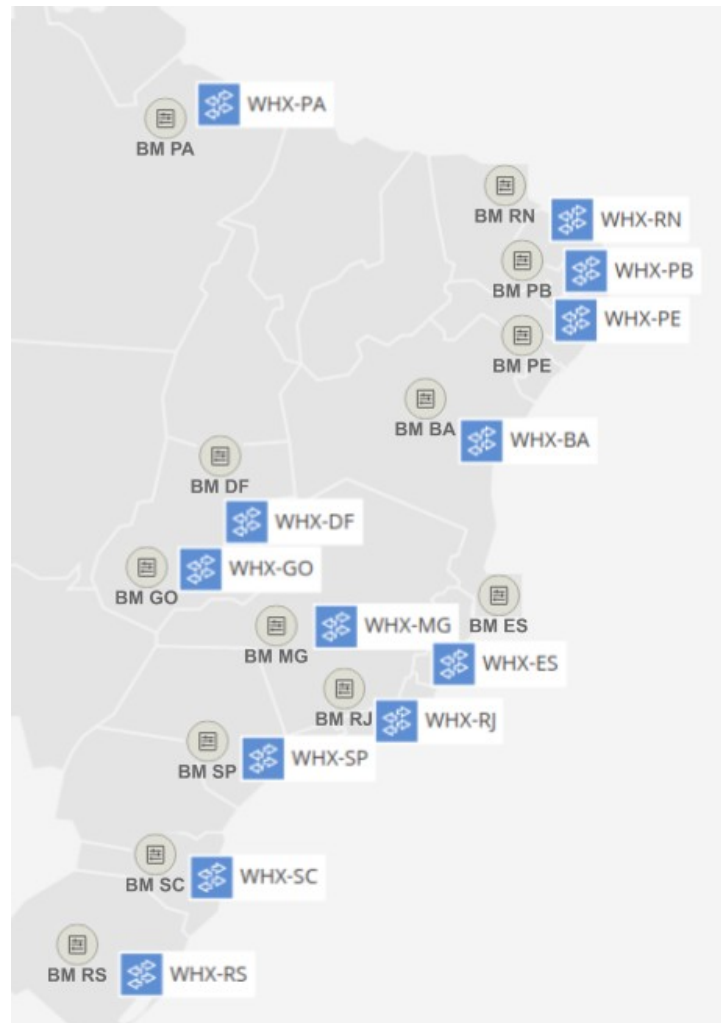 WHX-PA
BM PA
BM RN
WHX-RN
BM PB
WHX-PB
WHX-PE
BM PE
BM BA
WHX-BA
BM DF
WHX-DF
BM GO
WHX-GO
BM ES
BM MG
WHX-MG
WHX-ES
BM RJ
WHX-RJ
BM SP
WHX-SP
BM SC
WHX-SC
BM RS
WHX-RS